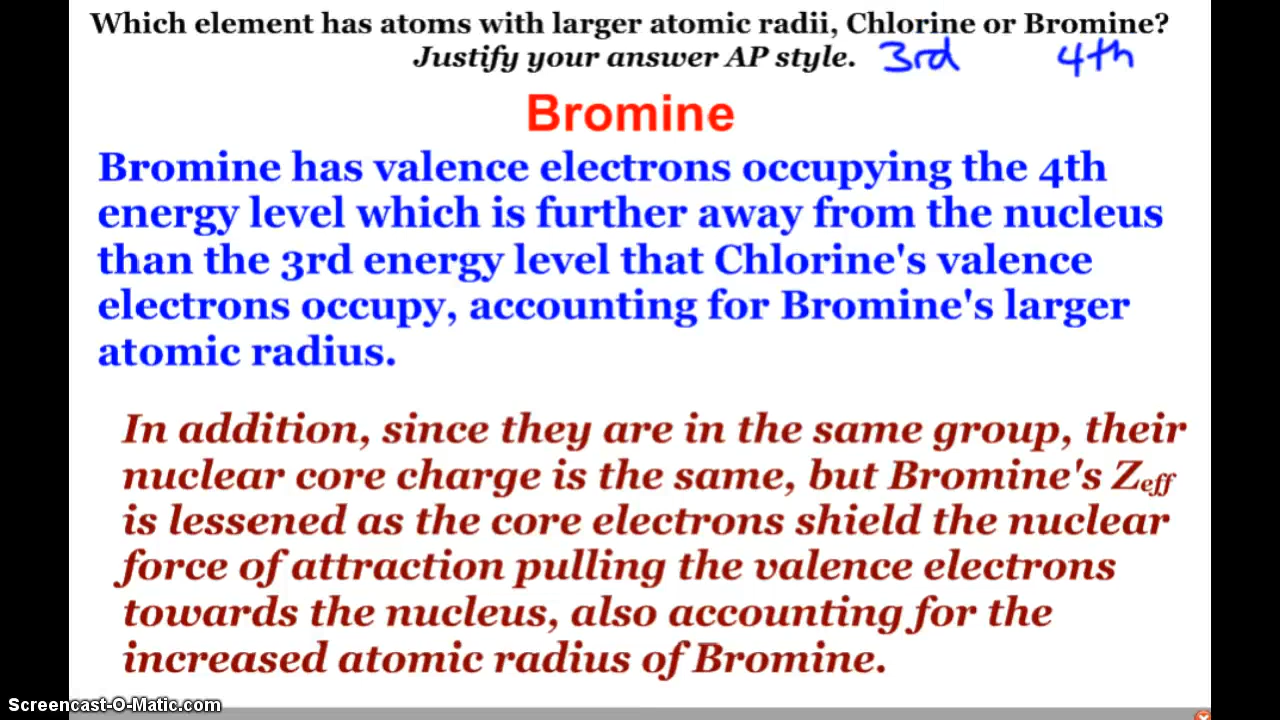 Which element has atoms with larger atomic radii, Chlorine or Bromine?
Justify your answer AP style.
3rd
4th
Bromine
Bromine has valence electrons occupying the 4th
energy level which is further away from the nucleus
than the 3rd energy level that Chlorine's valence
electrons occupy, accounting for Bromine's larger
atomic radius.
In addition, since they are in the same group, their
nuclear core charge is the same, but Bromine's Zeff
is lessened as the core electrons shield the nuclear
force of attraction pulling the valence electrons
towards the nucleus, also accounting for the
increased atomic radius of Bromine.
Screencast-O-Matic.com